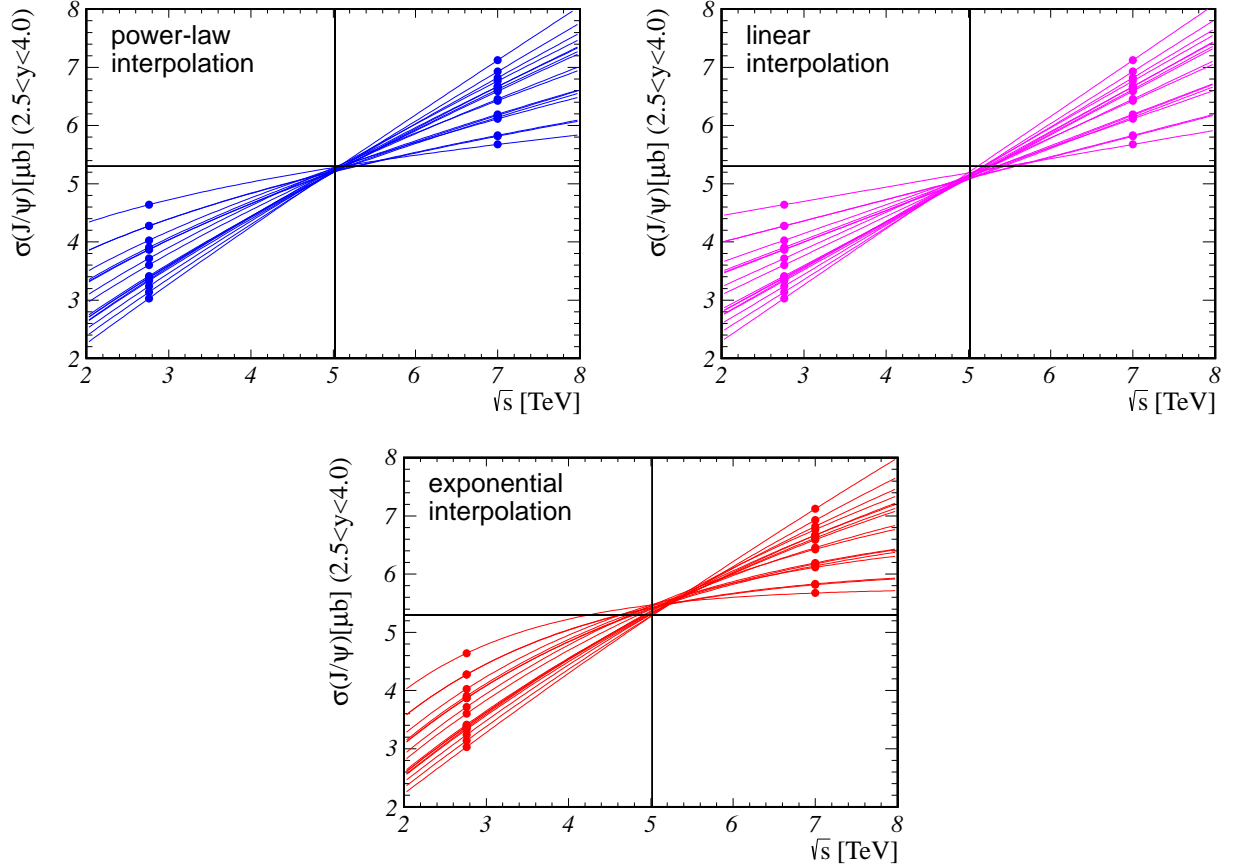 σ(J/ψ)[μb] (2.5<y<4.0)
power-law
interpolation
8
7
6
5
4
3
2
2 3 4 5 6 7 8
√s [TeV]
σ(J/ψ)[μb] (2.5<y<4.0)
linear
interpolation
8
7
6
5
4
3
2
2 3 4 5 6 7 8
√s [TeV]
σ(J/ψ)[μb] (2.5<y<4.0)
exponential
interpolation
8
7
6
5
4
3
2
2 3 4 5 6 7 8
√s [TeV]